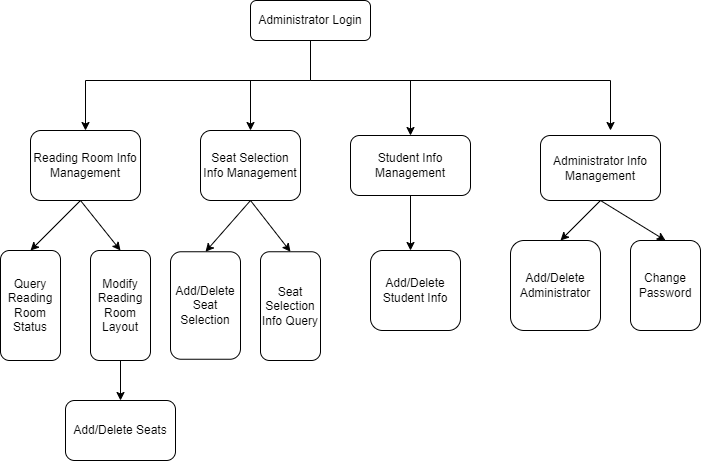 Administrator Login
Reading Room Info
Management
Seat Selection
Info Management
Student Info
Management
Administrator Info
Management
Query
Reading
Room
Status
Modify
Reading
Room
Layout
Add/Delete
Seat
Selection
Seat
Selection
Info Query
Add/Delete
Student Info
Add/Delete
Administrator
Change
Password
Add/Delete Seats